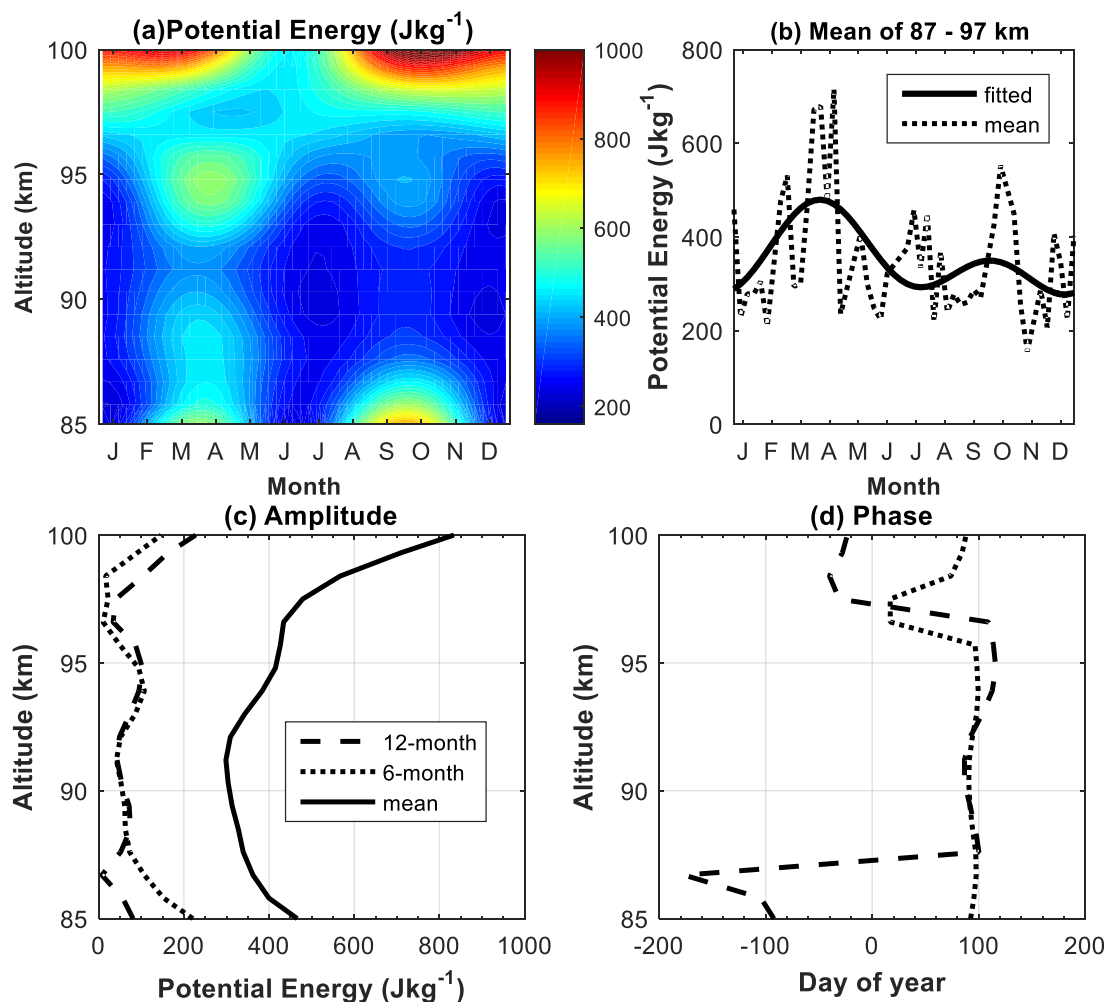 (a)Potential Energy (Jkg⁻¹)
100
95
90
85
Altitude (km)
J F M A M J J A S O N D
Month
1000
800
600
400
200
(b) Mean of 87 - 97 km
800
600
400
200
0
Potential Energy (Jkg⁻¹)
fitted
mean
J F M A M J J A S O N D
Month
(c) Amplitude
100
95
90
85
Altitude (km)
12-month
6-month
mean
0 200 400 600 800 1000
Potential Energy (Jkg⁻¹)
(d) Phase
100
95
90
85
Altitude (km)
-200 -100 0 100 200
Day of year